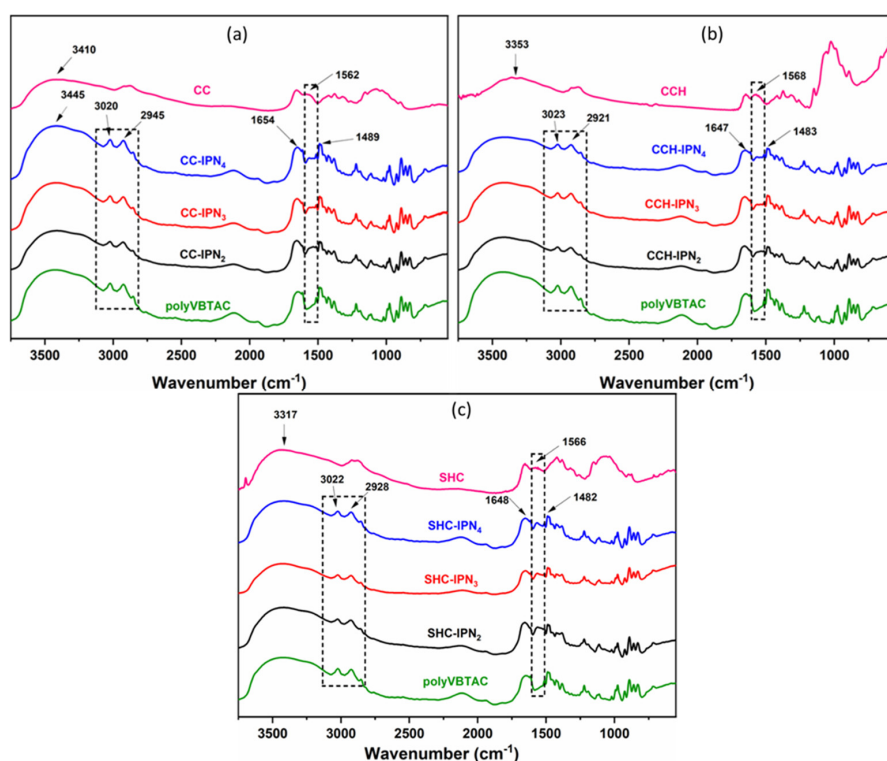 (a)
3410
1562
CC
3445
3020
2945
1654
1489
CC-IPN₄
CC-IPN₃
CC-IPN₂
polyVBTAC
3750 3000 2500 2000 1500 1000
Wavenumber (cm⁻¹)
(b)
3353
1568
CCH
3023
2921
1647
1483
CCH-IPN₄
CCH-IPN₃
CCH-IPN₂
polyVBTAC
3750 3000 2500 2000 1500 1000
Wavenumber (cm⁻¹)
(c)
3317
1566
SHC
3022
2928
1648
1482
SHC-IPN₄
SHC-IPN₃
SHC-IPN₂
polyVBTAC
3750 3000 2500 2000 1500 1000
Wavenumber (cm⁻¹)